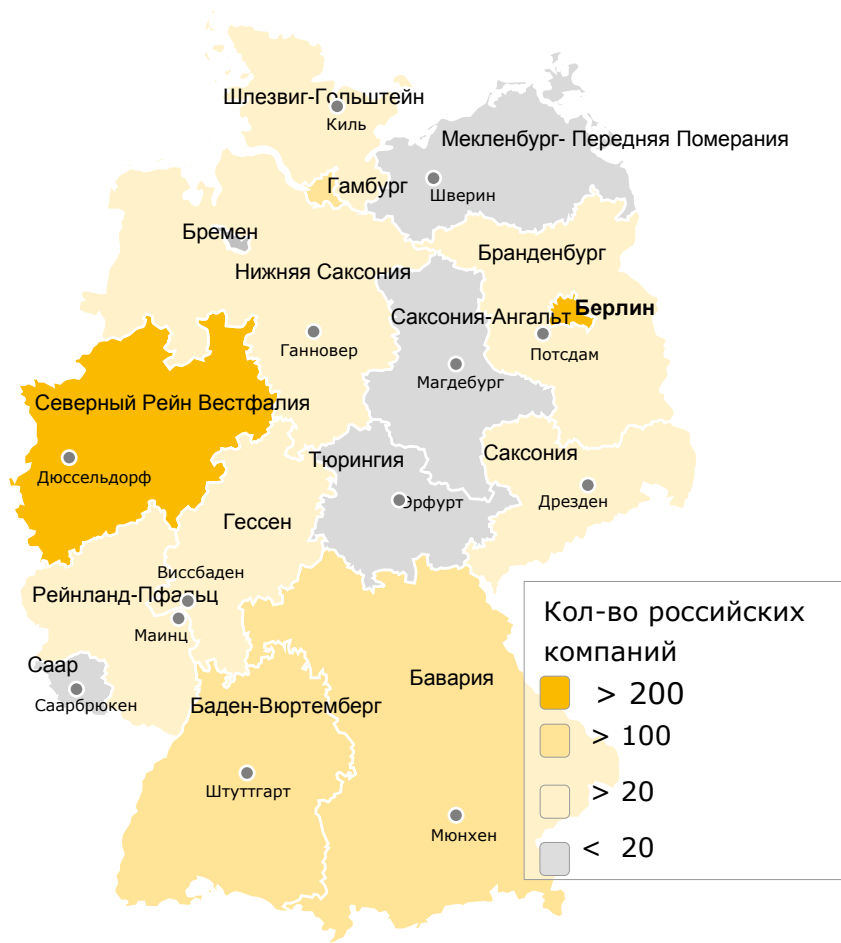 Шлезвиг-Гольштейн
Киль
Мекленбург- Передняя Померания
Гамбург
Шверин
Бремен
Бранденбург
Нижняя Саксония
Берлин
Саксония-Ангальт
Ганновер
Потсдам
Магдебург
Северный Рейн Вестфалия
Тюрингия
Саксония
Дюссельдорф
Эрфурт
Дрезден
Гессен
Виссбаден
Рейнланд-Пфальц
Маинц
Саар
Саарбрюкен
Бавария
Баден-Вюртемберг
Штуттгарт
Мюнхен
Кол-во российских
компаний
> 200
> 100
> 20
< 20